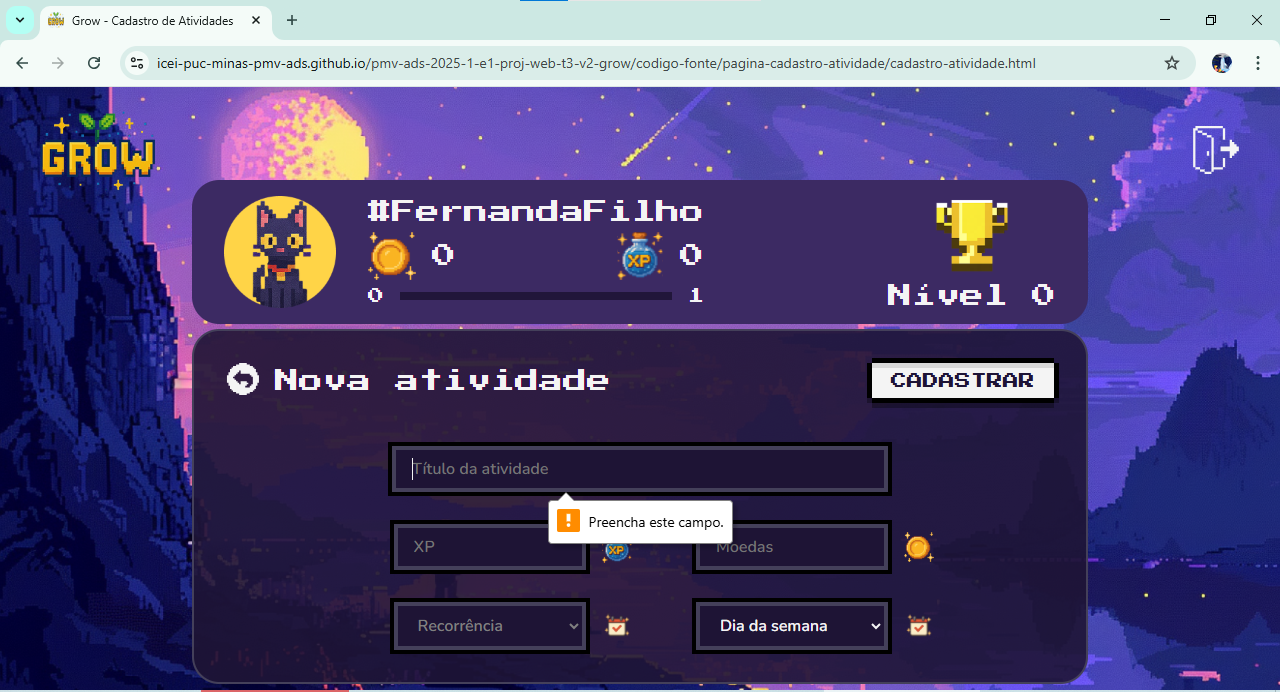 Grow - Cadastro de Atividades
icei-puc-minas-pmv-ads.github.io/pmv-ads-2025-1-e1-proj-web-t3-v2-grow/codigo-fonte/pagina-cadastro-atividade/cadastro-atividade.html
GROW
#FernandaFilho
0
XP
0
0
1
Nível 0
Nova atividade
CADASTRAR
Título da atividade
Preencha este campo.
XP
XP
Moedas
Recorrência
Dia da semana